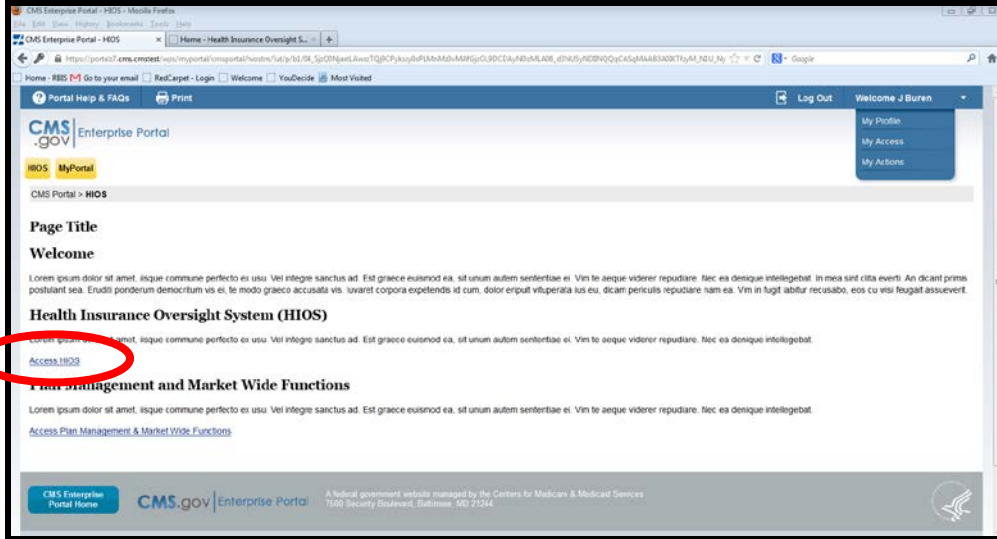 CMS Enterprise Portal - HIOS - Mozilla Firefox
File Edit View History Bookmarks Tools Help
CMS Enterprise Portal - HIOS × Home - Health Insurance Oversight S... +
Google
Home - RBIS Go to your email RedCarpet - Login Welcome YouDecide Most Visited
Portal Help & FAQs Print Log Out Welcome J Buren
My Profile
My Access
My Actions
CMS.gov Enterprise Portal
HIOS MyPortal
CMS Portal > HIOS
Page Title
Welcome
Lorem ipsum dolor sit amet, iisque commune perfecto ex usu. Vel integre sanctus ad. Est graece euismod ea, sit unum autem sententiae ei. Vim te aeque viderer repudiare. Nec ea denique intellegebat. In mea sint clita everti. An dicant primis
postulant sea. Eruditi ponderum democritum vis ei, te modo graeco accusata vis. Iuvaret corpora expetendis id cum, dolor eripuit vituperata ius eu, dicam periculis repudiare nam ea. Vim in fugit labitur recusabo, eos cu visi feugait assueverit.
Health Insurance Oversight System (HIOS)
Lorem ipsum dolor sit amet, iisque commune perfecto ex usu. Vel integre sanctus ad. Est graece euismod ea, sit unum autem sententiae ei. Vim te aeque viderer repudiare. Nec ea denique intellegebat.
Access HIOS
Plan Management and Market Wide Functions
Lorem ipsum dolor sit amet, iisque commune perfecto ex usu. Vel integre sanctus ad. Est graece euismod ea, sit unum autem sententiae ei. Vim te aeque viderer repudiare. Nec ea denique intellegebat.
Access Plan Management & Market Wide Functions
CMS Enterprise
Portal Home
CMS.gov Enterprise Portal
A federal government website managed by the Centers for Medicare & Medicaid Services
7500 Security Boulevard, Baltimore, MD 21244